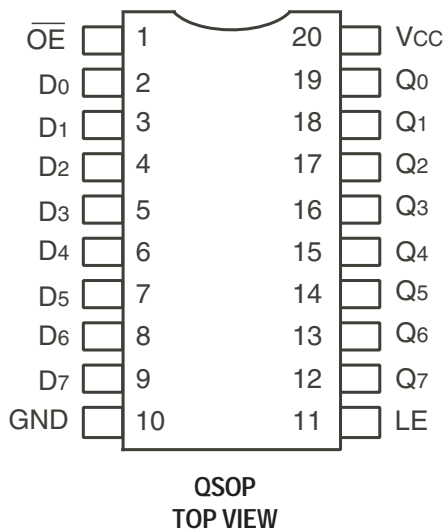 O̅E̅ 1 20 VCC
D0 2 19 Q0
D1 3 18 Q1
D2 4 17 Q2
D3 5 16 Q3
D4 6 15 Q4
D5 7 14 Q5
D6 8 13 Q6
D7 9 12 Q7
GND 10 11 LE
QSOP
TOP VIEW